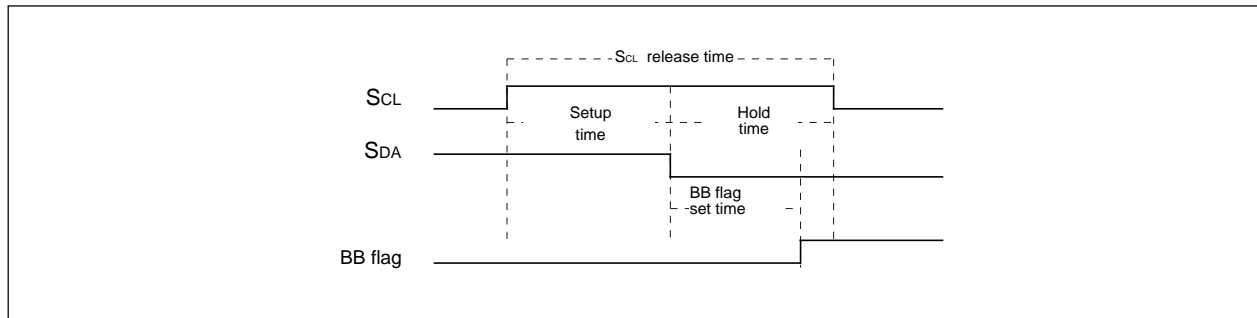 SCL release time
SCL
Setup
time
Hold
time
SDA
BB flag
set time
BB flag